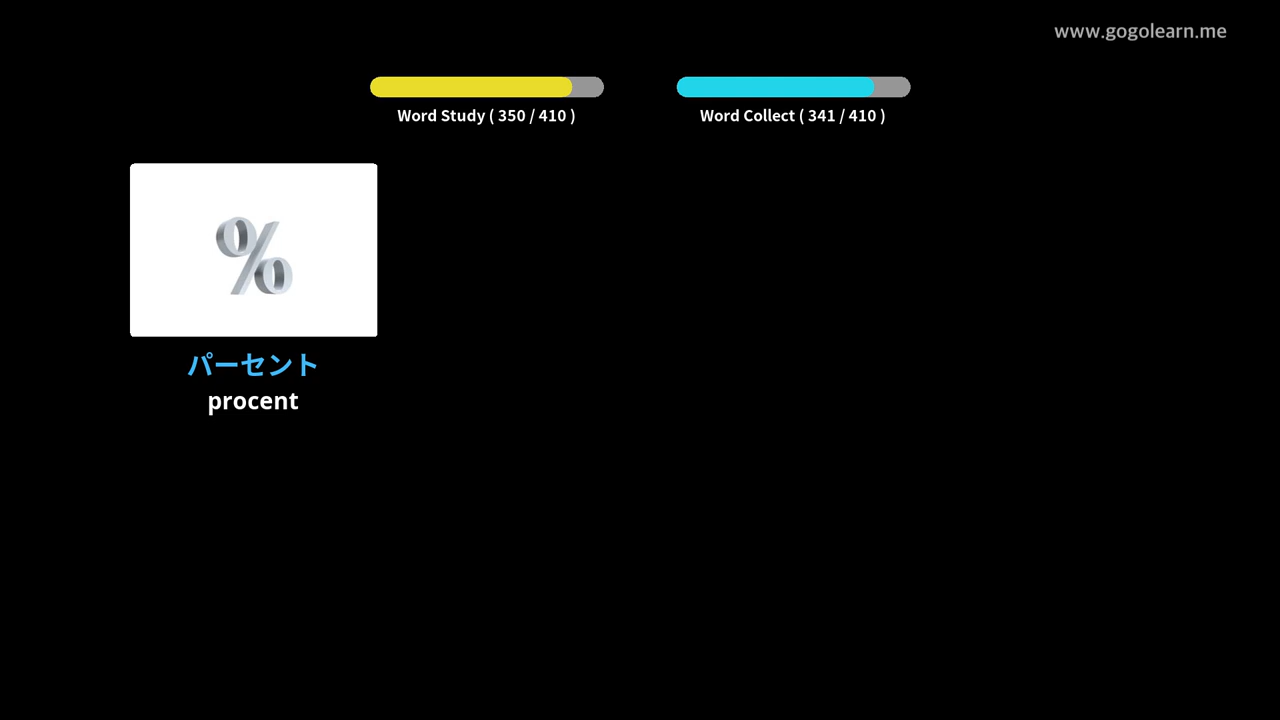 www.gogolearn.me
Word Study ( 350 / 410 )
Word Collect ( 341 / 410 )
%
パーセント
procent